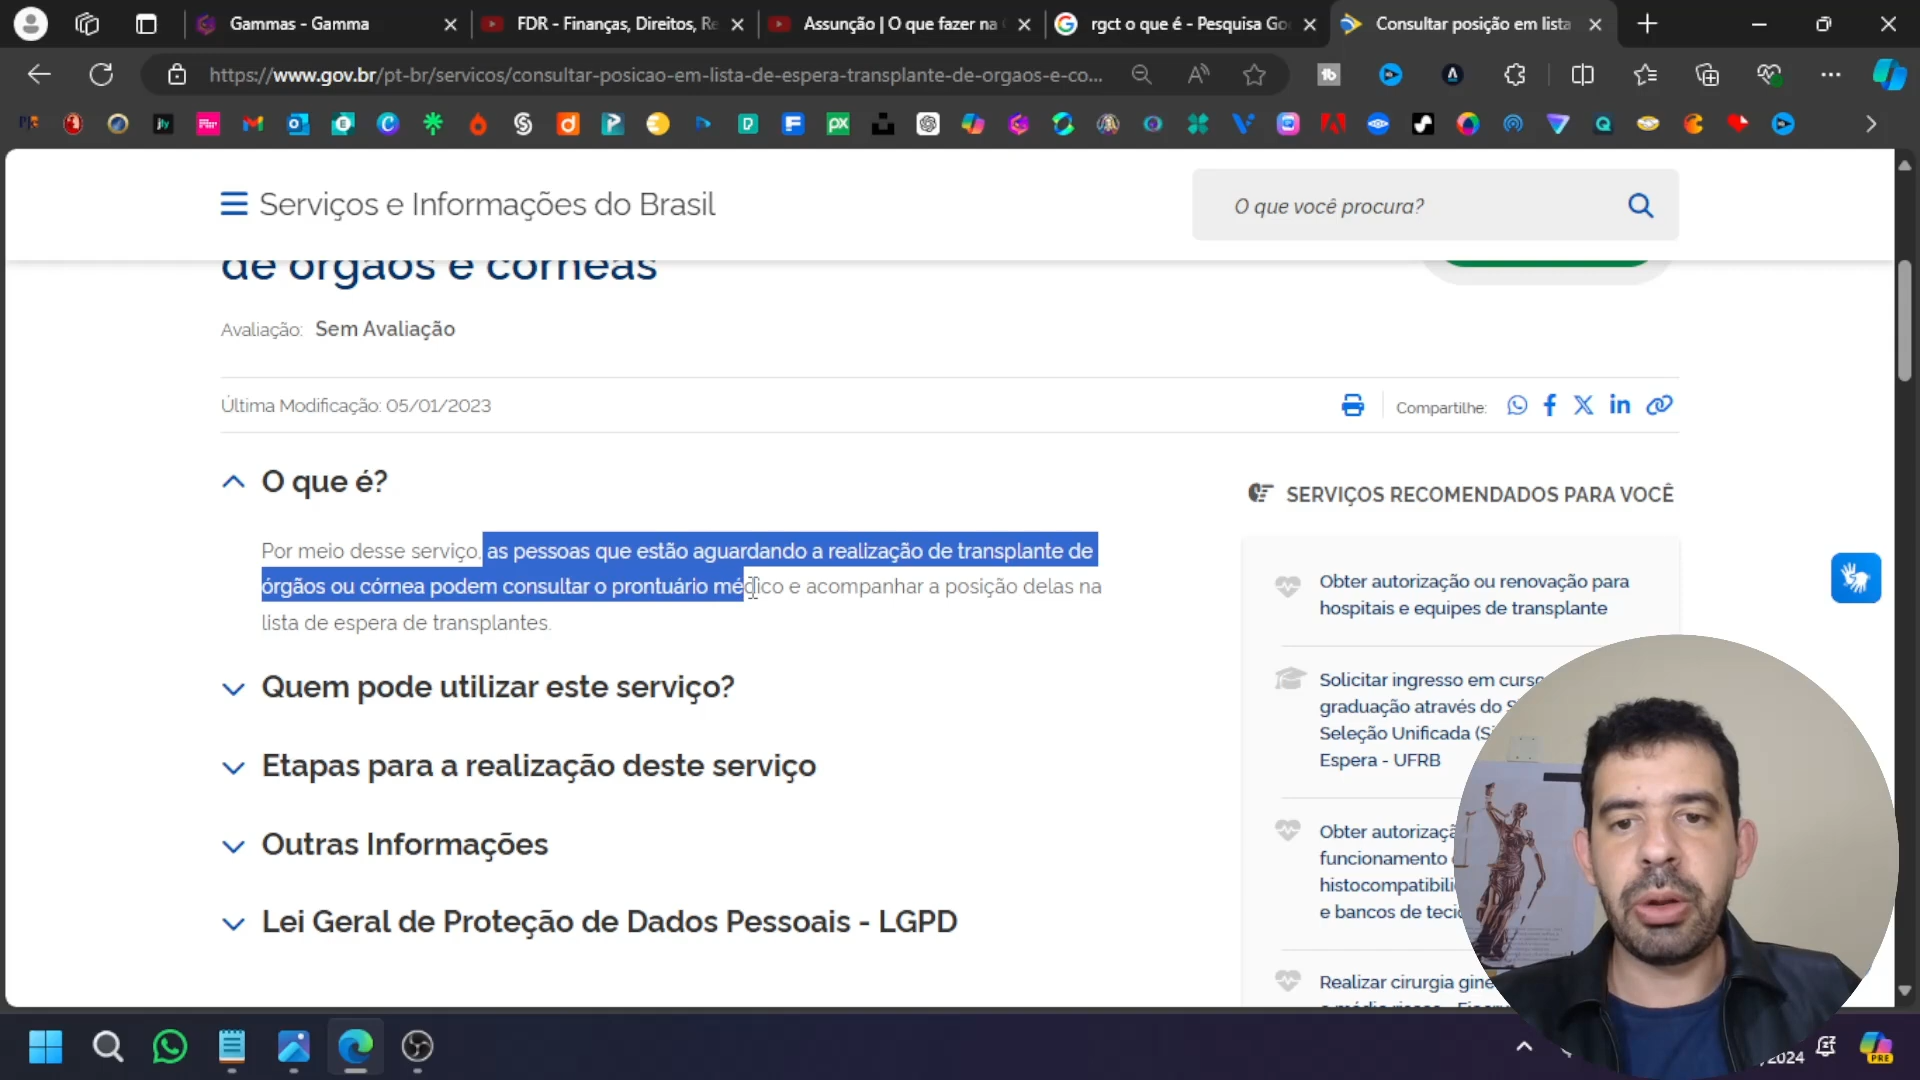 Gammas - Gamma
FDR - Finanças, Direitos, Re
Assunção | O que fazer na
rgct o que é - Pesquisa Go
Consultar posição em lista
https://www.gov.br/pt-br/servicos/consultar-posicao-em-lista-de-espera-transplante-de-orgaos-e-co...
Serviços e Informações do Brasil
O que você procura?
de órgãos e córneas
Avaliação: Sem Avaliação
Última Modificação: 05/01/2023
Compartilhe:
O que é?
Por meio desse serviço, as pessoas que estão aguardando a realização de transplante de
órgãos ou córnea podem consultar o prontuário médico e acompanhar a posição delas na
lista de espera de transplantes.
Quem pode utilizar este serviço?
Etapas para a realização deste serviço
Outras Informações
Lei Geral de Proteção de Dados Pessoais - LGPD
SERVIÇOS RECOMENDADOS PARA VOCÊ
Obter autorização ou renovação para
hospitais e equipes de transplante
Solicitar ingresso em curso
graduação através do S
Seleção Unificada (Si
Espera - UFRB
Obter autorizaçã
funcionamento
histocompatibili
e bancos de teci
Realizar cirurgia gine
2024
PRE